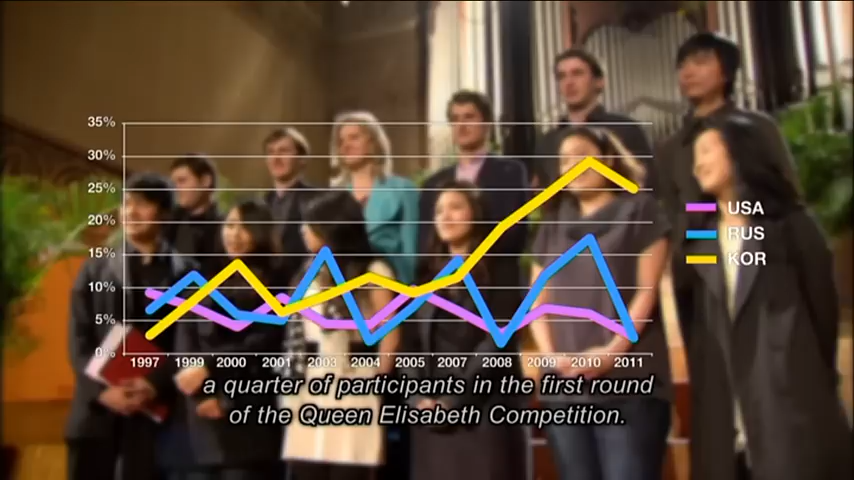 35%
30%
25%
20%
15%
10%
5%
0%
1997 1999 2000 2001 2003 2004 2005 2007 2008 2009 2010 2011
USA
RUS
KOR
a quarter of participants in the first round
of the Queen Elisabeth Competition.